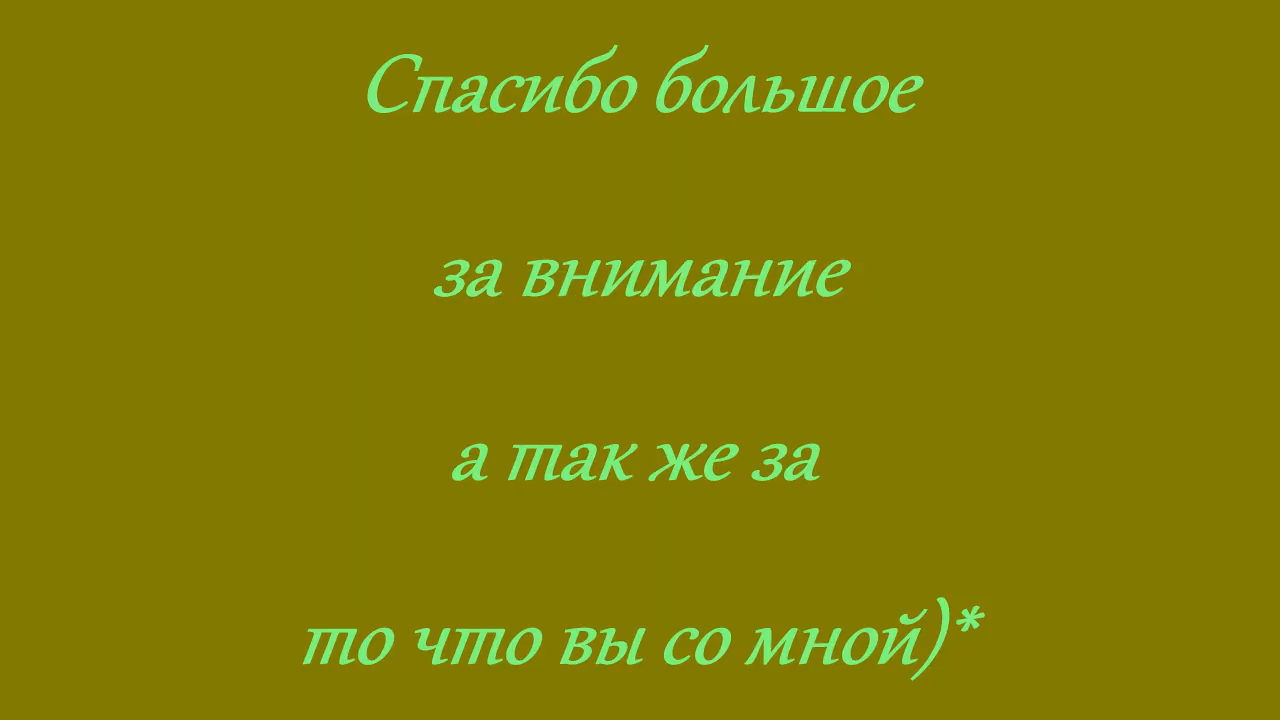 Спасибо большое
за внимание
а так же за
то что вы со мной)*